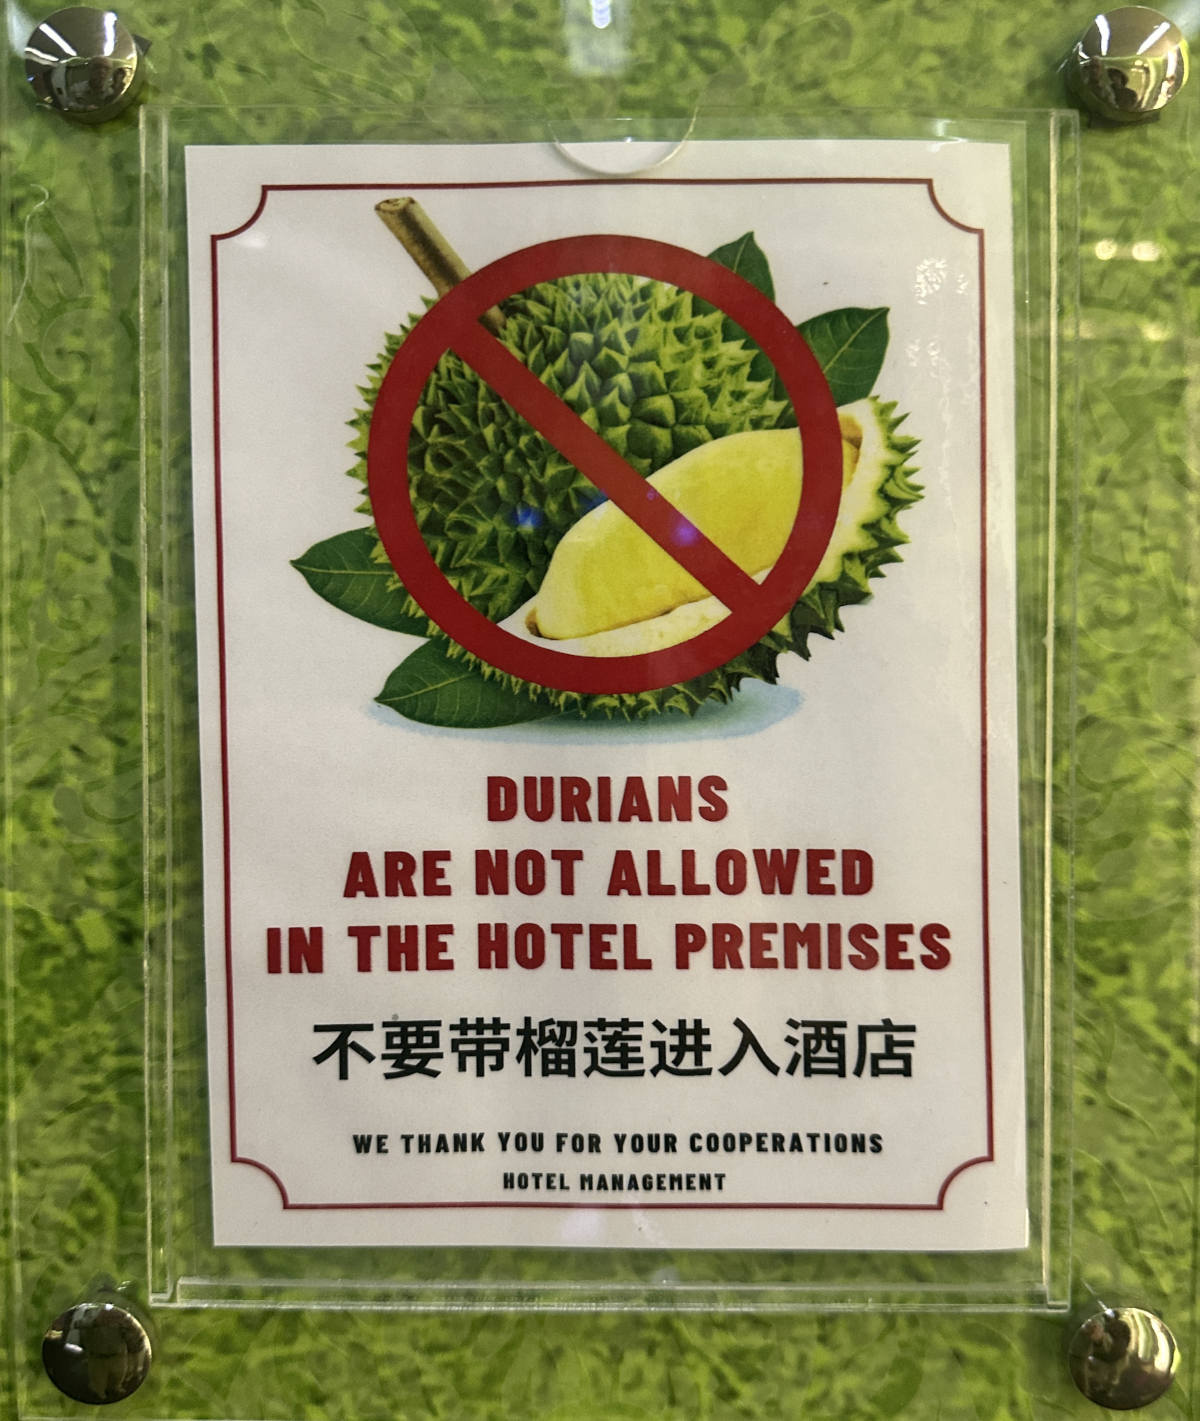 DURIANS
ARE NOT ALLOWED
IN THE HOTEL PREMISES
不要带榴莲进入酒店
WE THANK YOU FOR YOUR COOPERATIONS
HOTEL MANAGEMENT